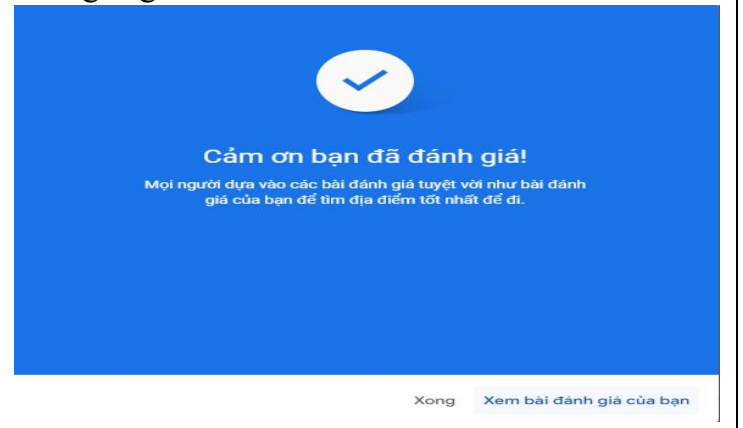 Cảm ơn bạn đã đánh giá!
Mọi người dựa vào các bài đánh giá tuyệt vời như bài đánh
giá của bạn để tìm địa điểm tốt nhất để đi.
Xong Xem bài đánh giá của bạn